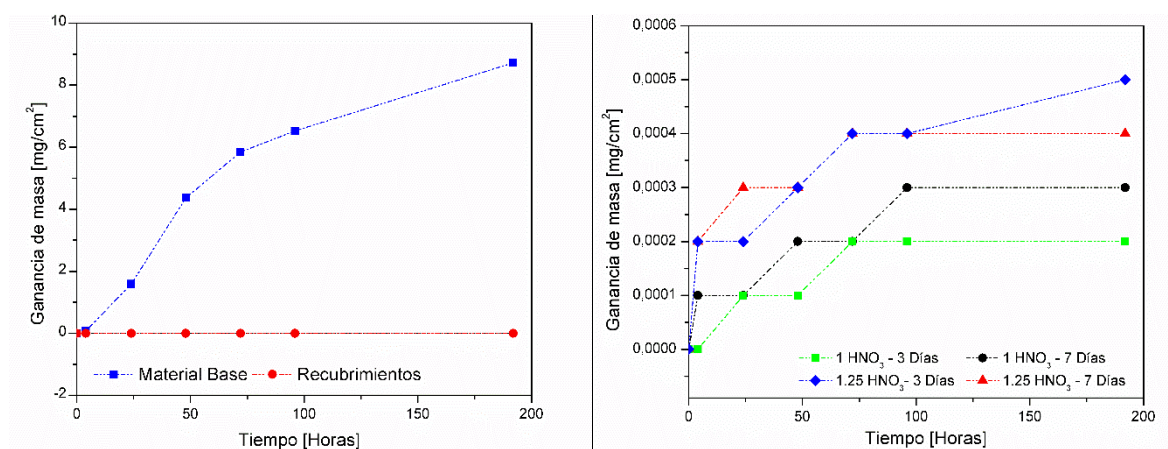 10
8
6
4
2
0
-2
Ganancia de masa [mg/cm²]
Material Base
Recubrimientos
0
50
100
150
200
Tiempo [Horas]
0,0006
0,0005
0,0004
0,0003
0,0002
0,0001
0,0000
Ganancia de masa [mg/cm²]
1 HNO₃ - 3 Días
1 HNO₃ - 7 Días
1.25 HNO₃- 3 Días
1.25 HNO₃ - 7 Días
0
50
100
150
200
Tiempo [Horas]